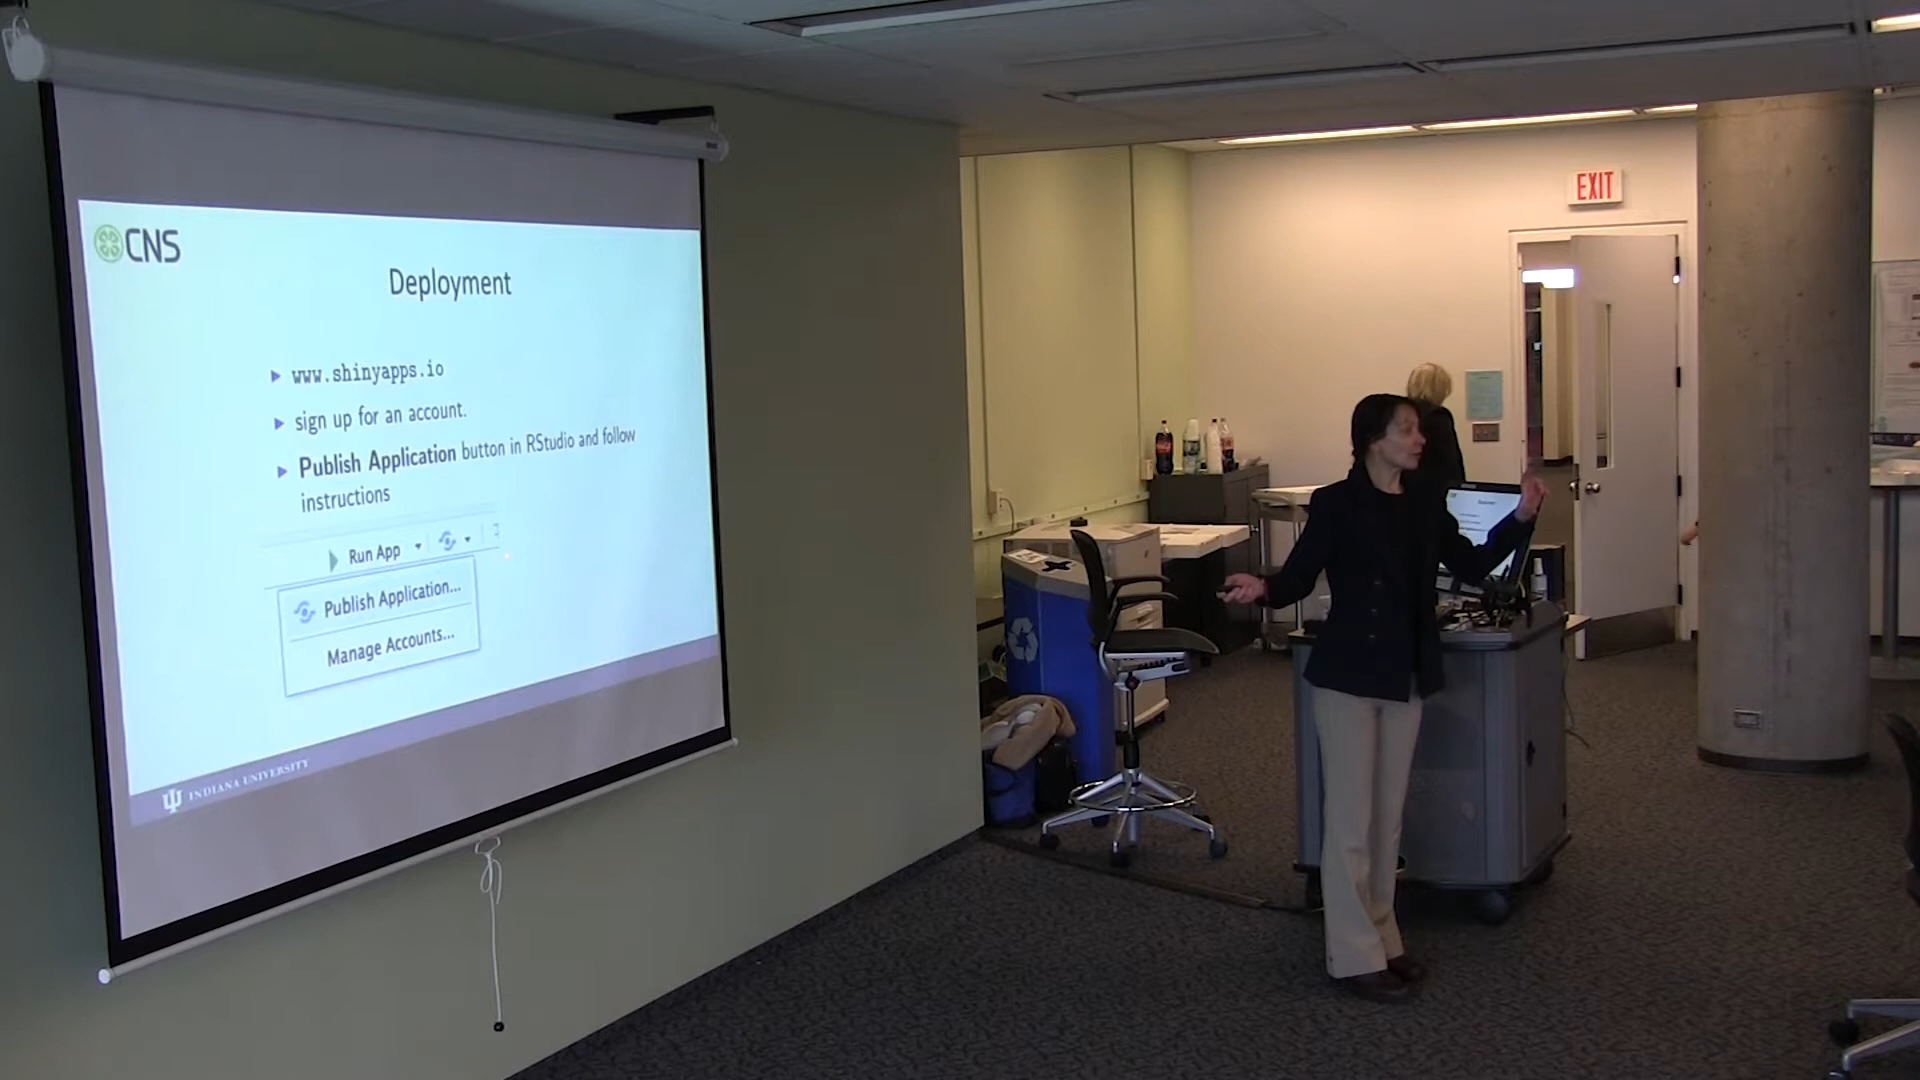 CNS
Deployment
www.shinyapps.io
sign up for an account.
Publish Application button in RStudio and follow
instructions
Run App
Publish Application...
Manage Accounts...
INDIANA UNIVERSITY
EXIT